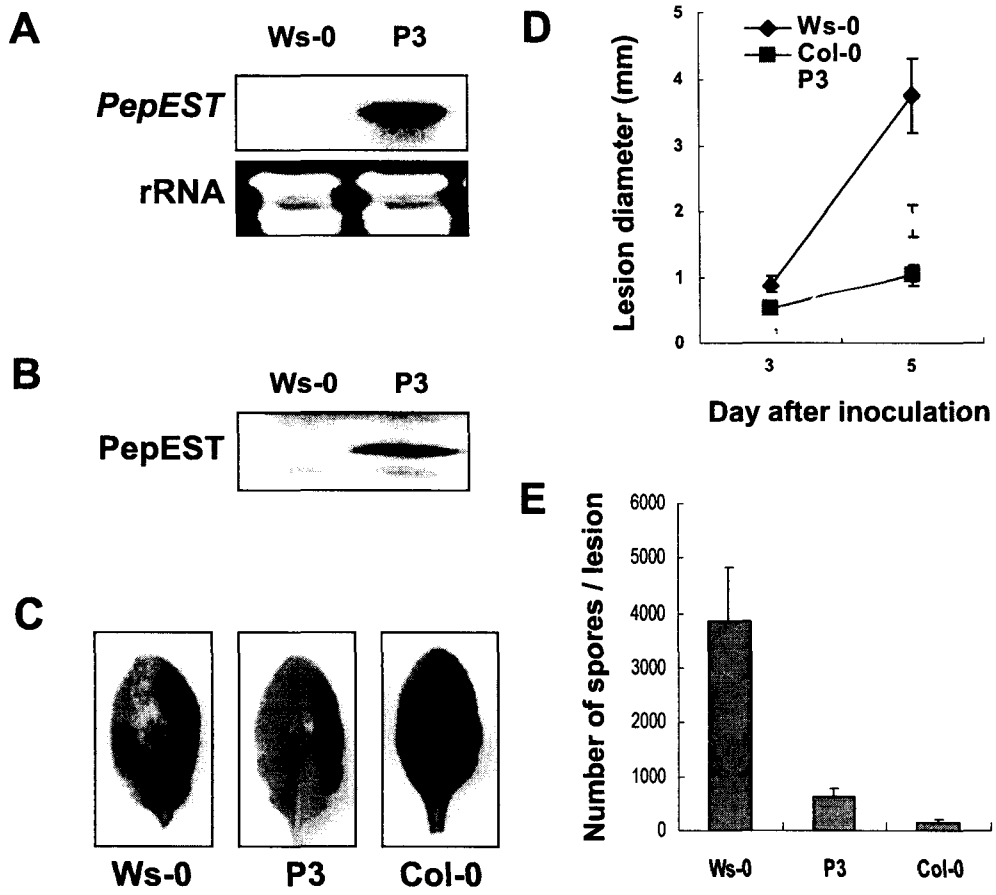 A
Ws-0 P3
PepEST
rRNA
B
Ws-0 P3
PepEST
C
Ws-0 P3 Col-0
D
Ws-0
Col-0
P3
Lesion diameter (mm)
5
4
3
2
1
0
3 5
Day after inoculation
E
Number of spores / lesion
6000
5000
4000
3000
2000
1000
0
Ws-0 P3 Col-0